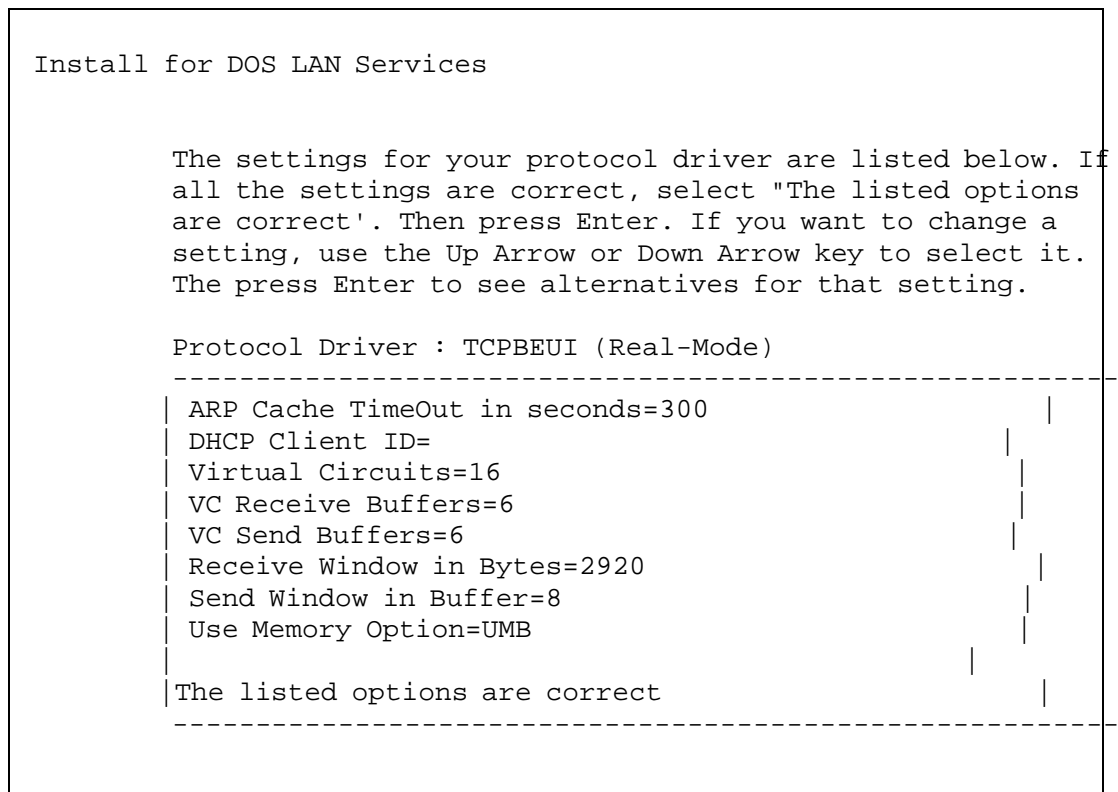 Install for DOS LAN Services
The settings for your protocol driver are listed below. If
all the settings are correct, select "The listed options
are correct'. Then press Enter. If you want to change a
setting, use the Up Arrow or Down Arrow key to select it.
The press Enter to see alternatives for that setting.
Protocol Driver : TCPBEUI (Real-Mode)
---------------------------------------------------------
| ARP Cache TimeOut in seconds=300 |
| DHCP Client ID= |
| Virtual Circuits=16 |
| VC Receive Buffers=6 |
| VC Send Buffers=6 |
| Receive Window in Bytes=2920 |
| Send Window in Buffer=8 |
| Use Memory Option=UMB |
| |
|The listed options are correct |
---------------------------------------------------------